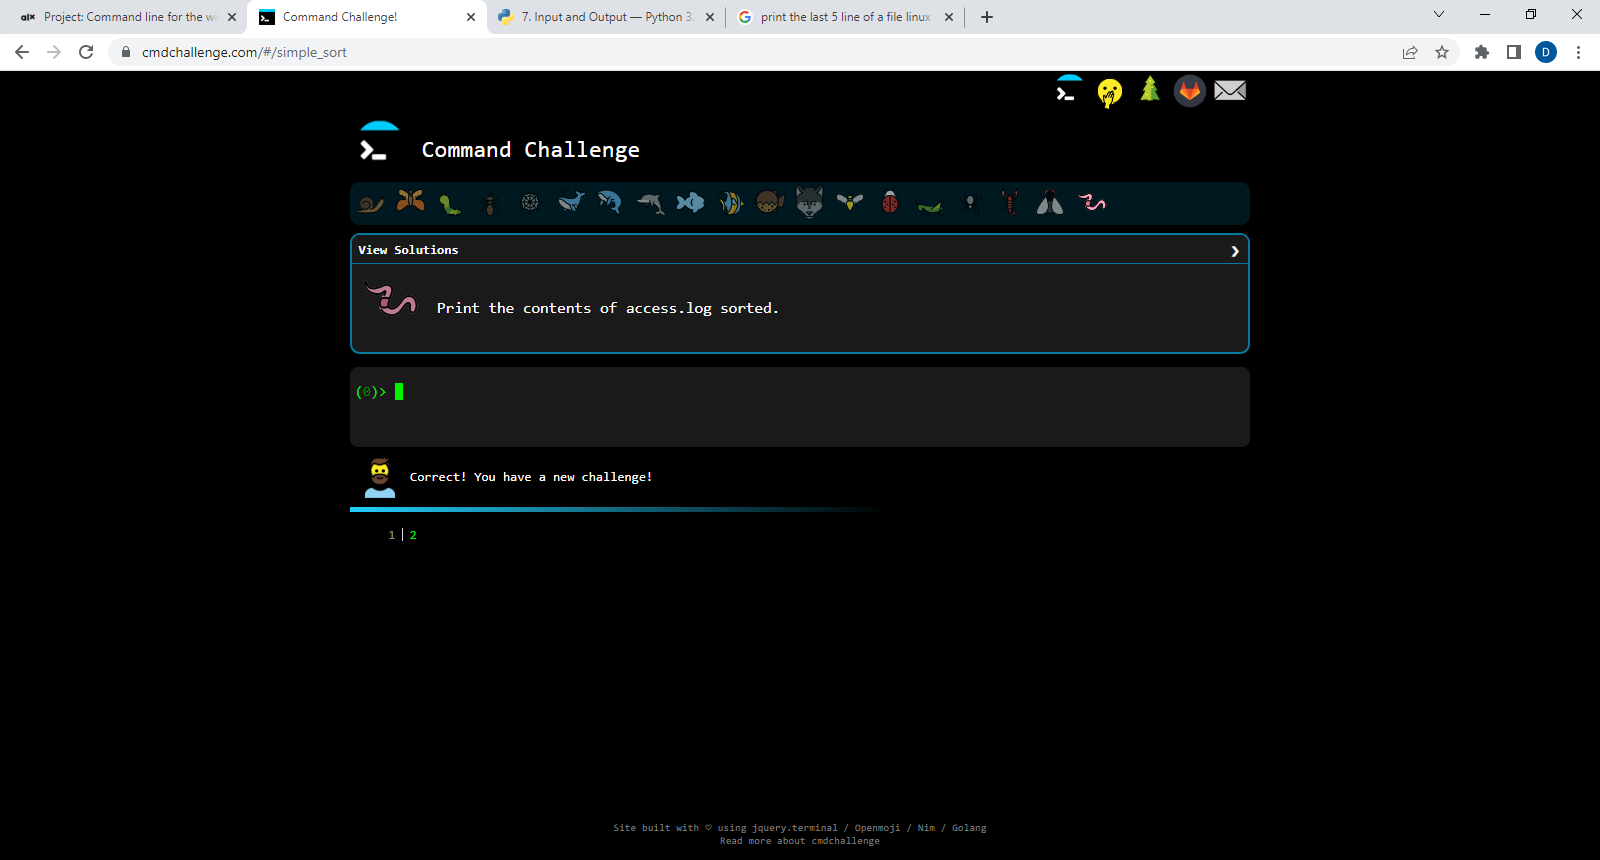 alx Project: Command line for the wi
Command Challenge!
7. Input and Output — Python 3.
print the last 5 line of a file linux
cmdchallenge.com/#/simple_sort
D
Command Challenge
View Solutions
Print the contents of access.log sorted.
(0)>
Correct! You have a new challenge!
1 | 2
Site built with ♡ using jquery.terminal / Openmoji / Nim / Golang
Read more about cmdchallenge